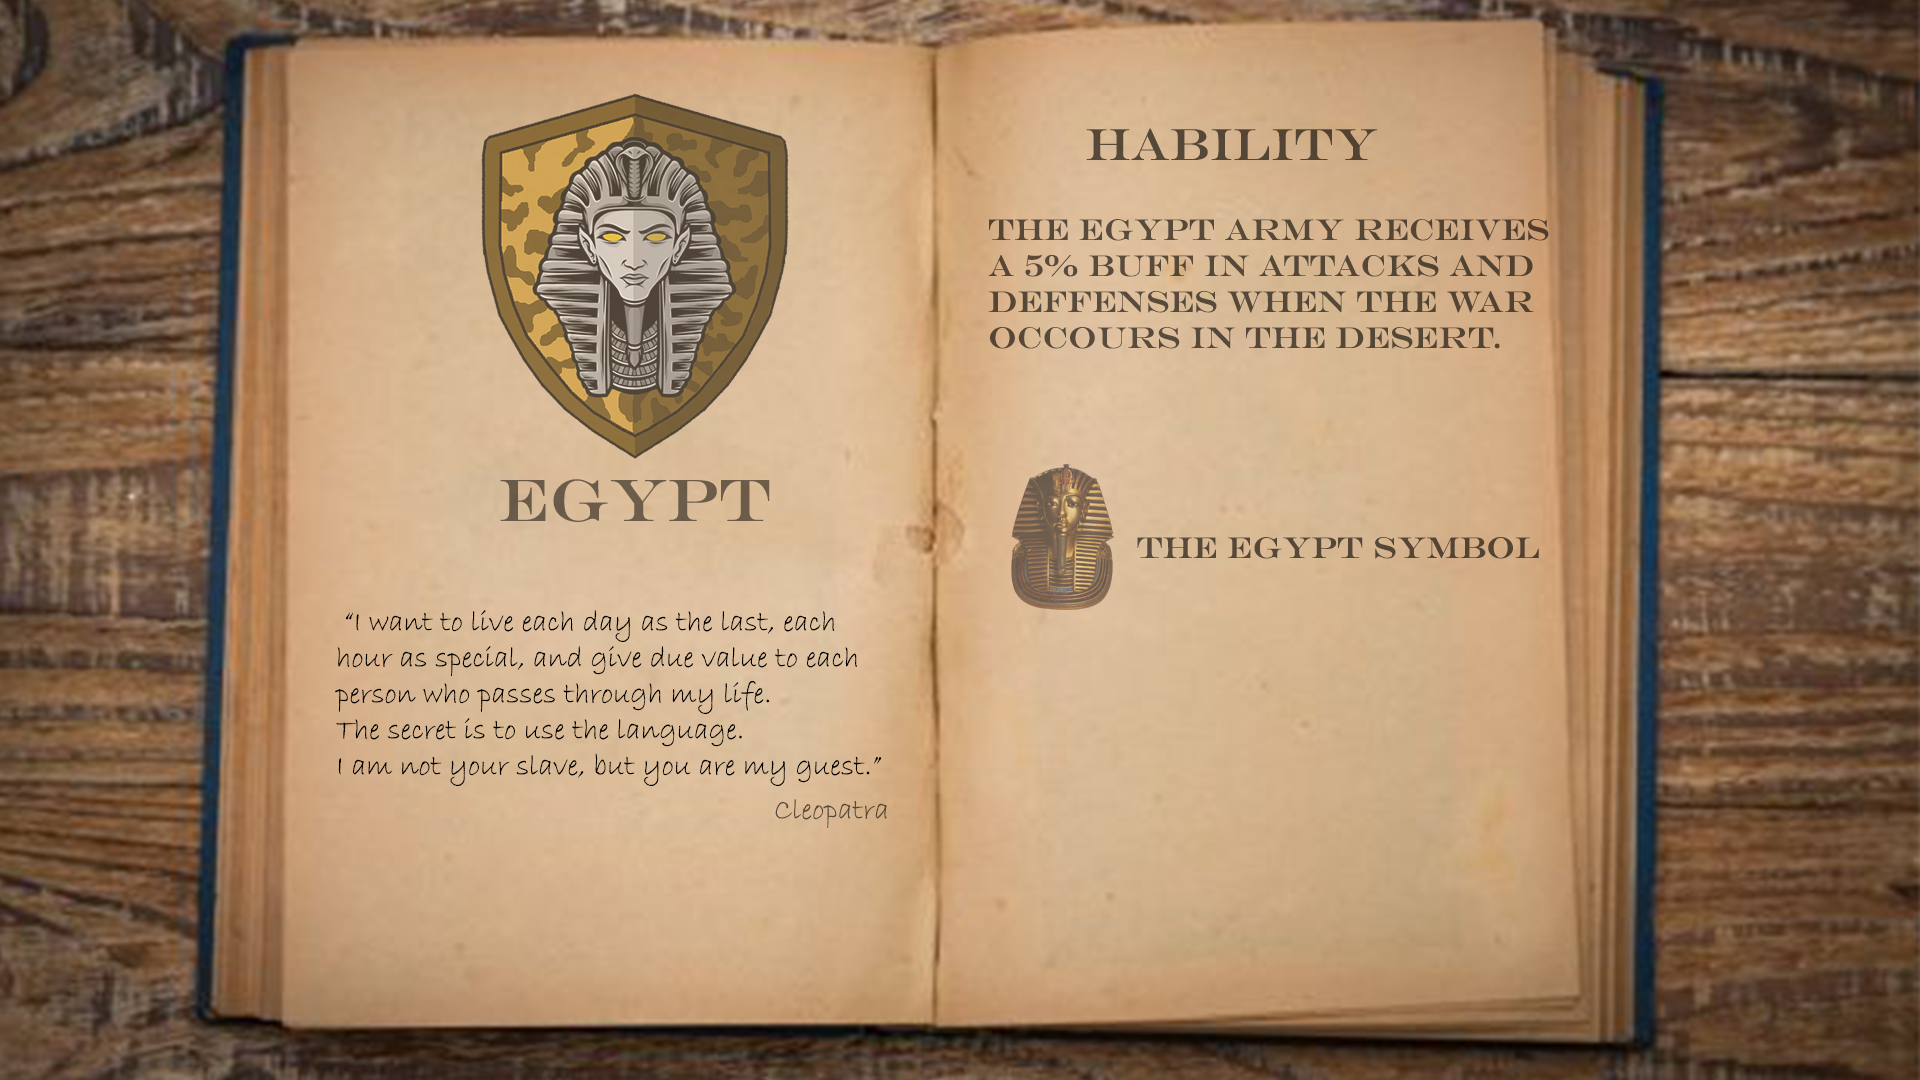 EGYPT
“I want to live each day as the last, each
hour as special, and give due value to each
person who passes through my life.
The secret is to use the language.
I am not your slave, but you are my guest.”
Cleopatra
HABILITY
THE EGYPT ARMY RECEIVES
A 5% BUFF IN ATTACKS AND
DEFFENSES WHEN THE WAR
OCCOURS IN THE DESERT.
THE EGYPT SYMBOL